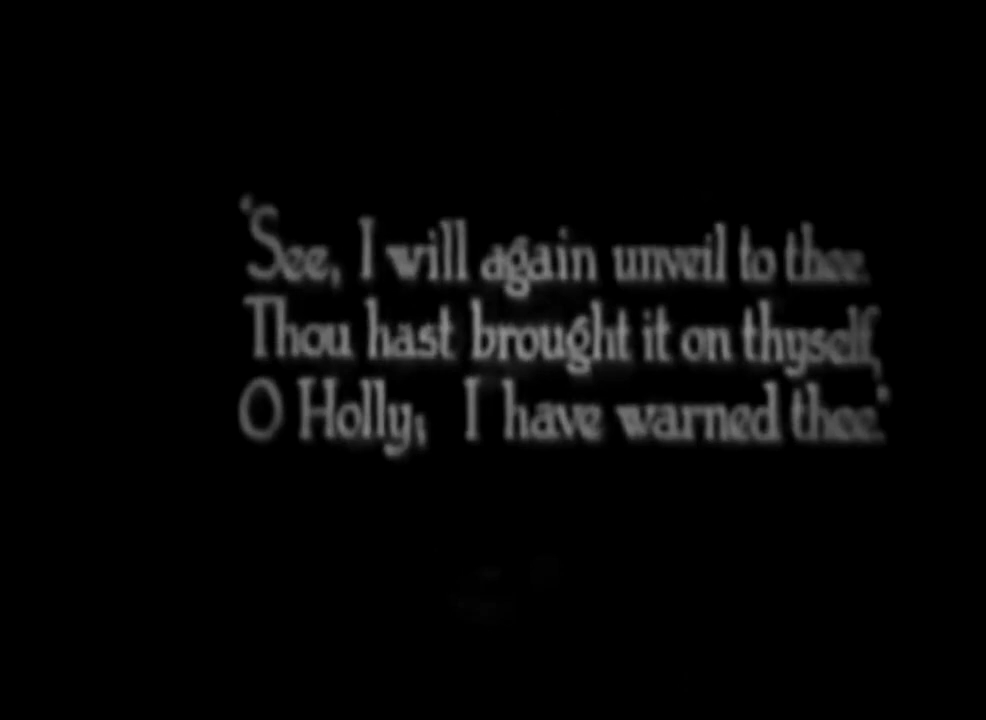 'See, I will again unveil to thee.
Thou hast brought it on thyself,
O Holly; I have warned thee.'